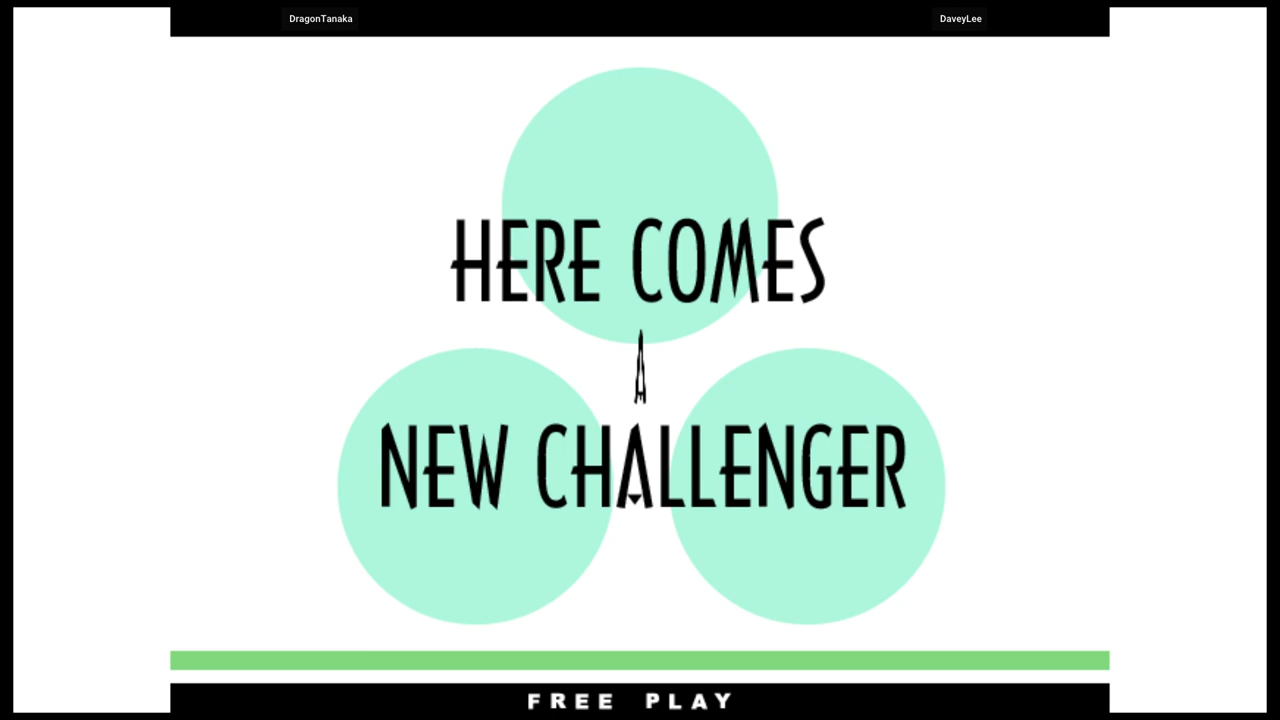 DragonTanaka DaveyLee
HERE COMES
A
NEW CHALLENGER
FREE PLAY